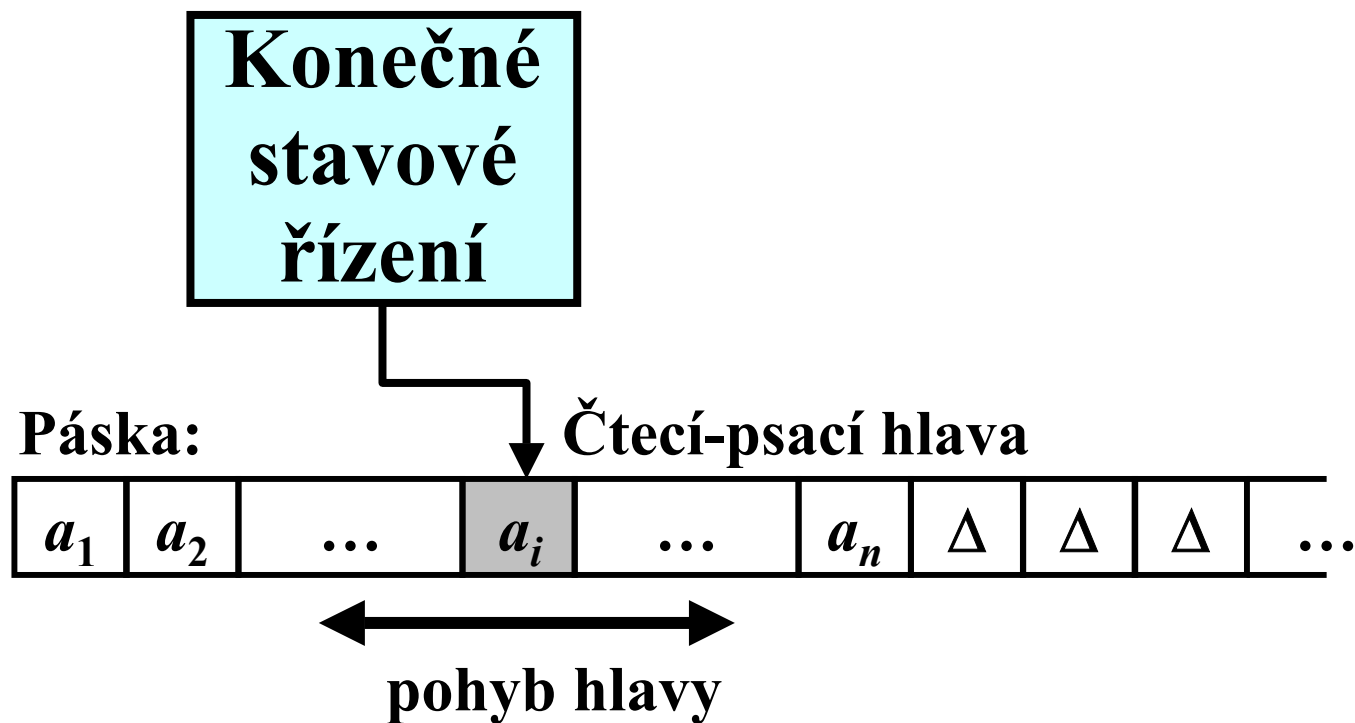 Konečné
stavové
řízení
Páska: Čtecí-psací hlava
a1 a2 … ai … an Δ Δ Δ …
pohyb hlavy